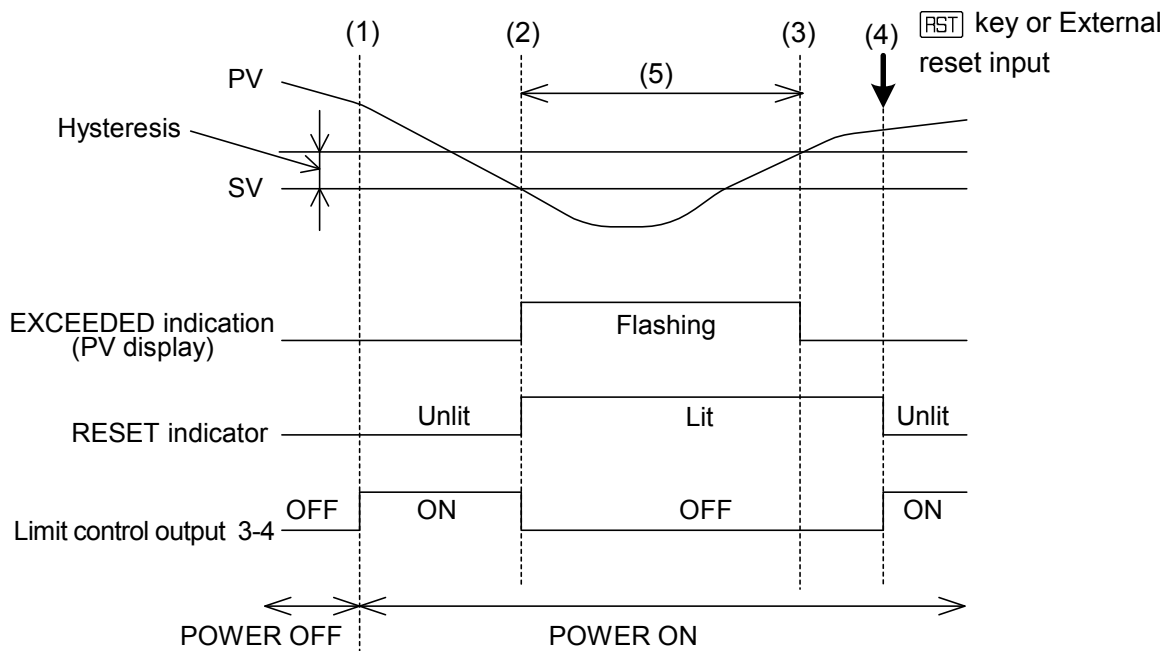 RST key or External
reset input
(1)
(2)
(3)
(4)
(5)
PV
Hysteresis
SV
EXCEEDED indication
(PV display)
Flashing
RESET indicator
Unlit
Lit
Unlit
Limit control output 3-4
OFF
ON
OFF
ON
POWER OFF
POWER ON